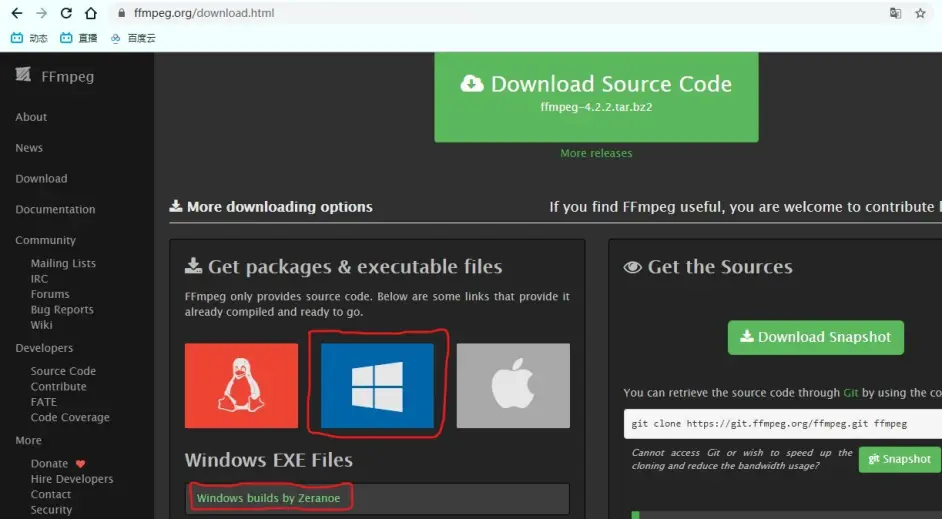 ffmpeg.org/download.html
动态
直播
百度云
FFmpeg
About
News
Download
Documentation
Community
Mailing Lists
IRC
Forums
Bug Reports
Wiki
Developers
Source Code
Contribute
FATE
Code Coverage
More
Donate
Hire Developers
Contact
Security
Download Source Code
ffmpeg-4.2.2.tar.bz2
More releases
More downloading options
If you find FFmpeg useful, you are welcome to contribute
Get packages & executable files
FFmpeg only provides source code. Below are some links that provide it
already compiled and ready to go.
Windows EXE Files
Windows builds by Zeranoe
Get the Sources
Download Snapshot
You can retrieve the source code through Git by using the co
git clone https://git.ffmpeg.org/ffmpeg.git ffmpeg
Cannot access Git or wish to speed up the
cloning and reduce the bandwidth usage?
git Snapshot